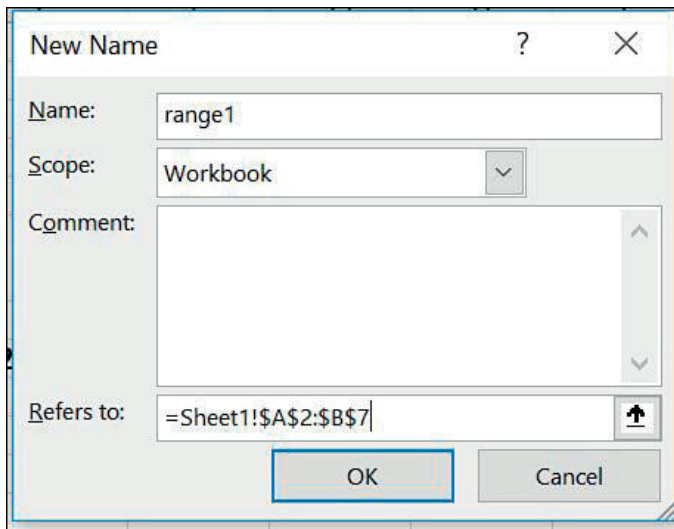 New Name ?
Name: range1
Scope: Workbook
Comment:
Refers to: =Sheet1!$A$2:$B$7
OK Cancel